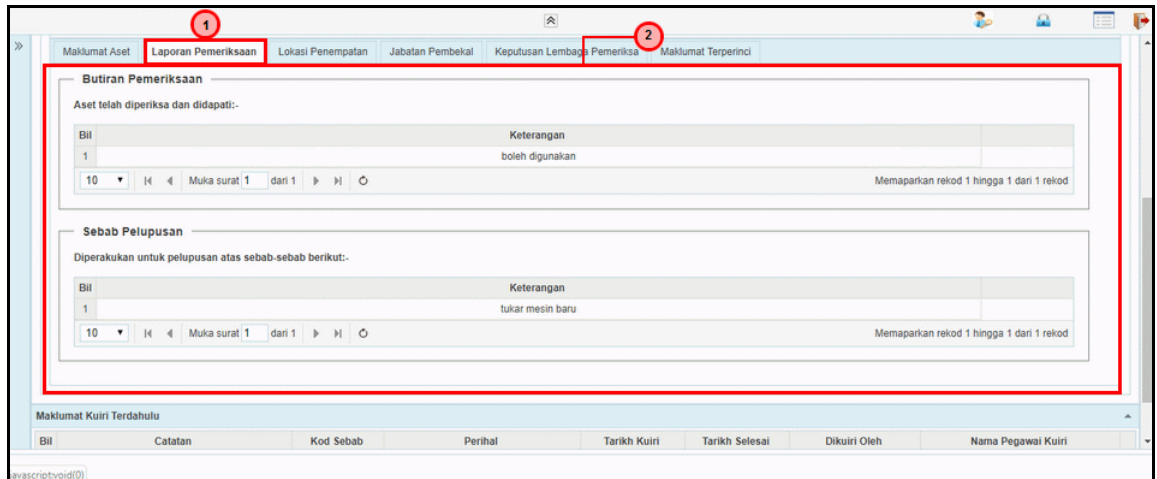 1
2
Maklumat Aset Laporan Pemeriksaan Lokasi Penempatan Jabatan Pembekal Keputusan Lembaga Pemeriksa Maklumat Terperinci
Butiran Pemeriksaan
Aset telah diperiksa dan didapati:-
Bil Keterangan
1 boleh digunakan
10 Muka surat 1 dari 1 Memaparkan rekod 1 hingga 1 dari 1 rekod
Sebab Pelupusan
Diperakukan untuk pelupusan atas sebab-sebab berikut:-
Bil Keterangan
1 tukar mesin baru
10 Muka surat 1 dari 1 Memaparkan rekod 1 hingga 1 dari 1 rekod
Maklumat Kuiri Terdahulu
Bil Catatan Kod Sebab Perihal Tarikh Kuiri Tarikh Selesai Dikuiri Oleh Nama Pegawai Kuiri
avascript:void(0)